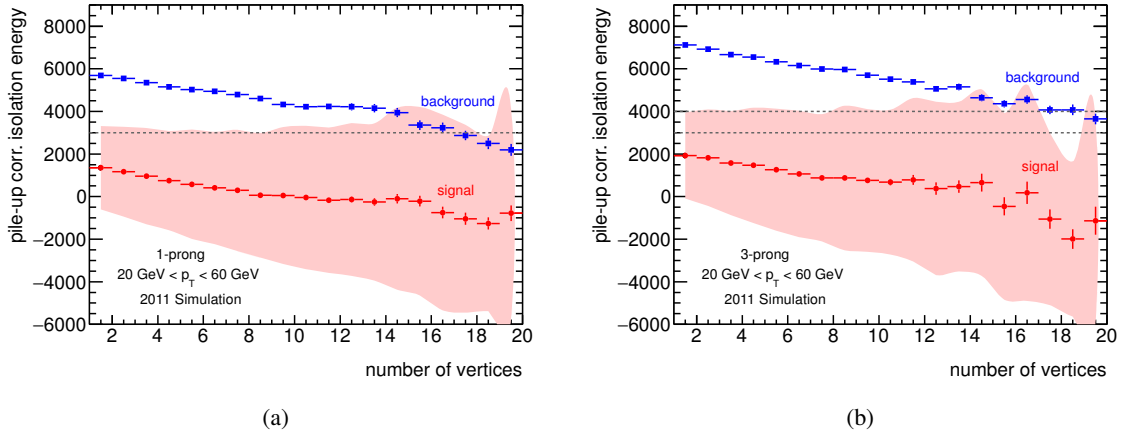 pile-up corr. isolation energy
8000
6000
4000
2000
0
−2000
−4000
−6000
background
signal
1-prong
20 GeV < p_T < 60 GeV
2011 Simulation
2 4 6 8 10 12 14 16 18 20
number of vertices
(a)
pile-up corr. isolation energy
8000
6000
4000
2000
0
−2000
−4000
−6000
background
signal
3-prong
20 GeV < p_T < 60 GeV
2011 Simulation
2 4 6 8 10 12 14 16 18 20
number of vertices
(b)